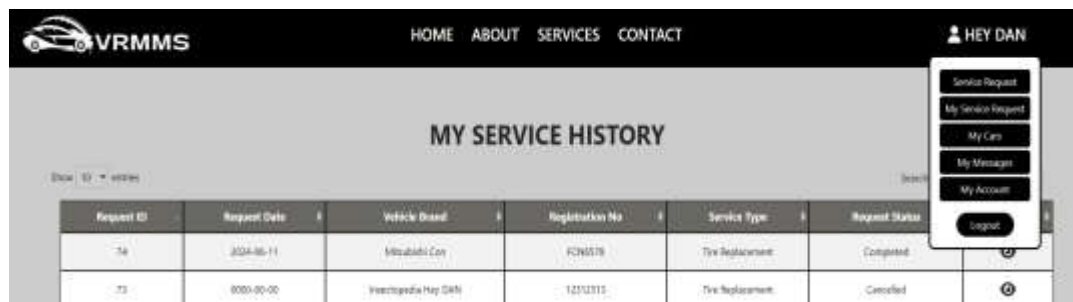 VRMMS
HOME ABOUT SERVICES CONTACT
HEY DAN
Service Request
My Service Request
My Cars
My Messages
My Account
Logout
MY SERVICE HISTORY
Show 10 entries
Request ID Request Date Vehicle Brand Registration No Service Type Request Status
74 2024-06-11 Tire Replacement Completed
73 0000-00-00 Hey DAN 12312313 Tire Replacement Cancelled